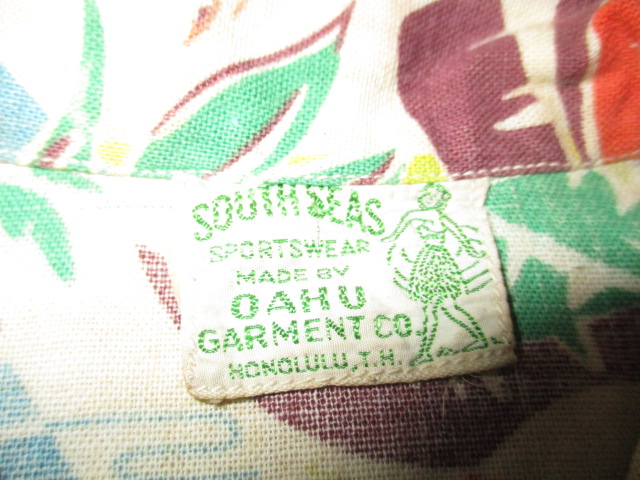 SOUTH SEAS
SPORTSWEAR
MADE BY
OAHU
GARMENT CO.
HONOLULU, T.H.